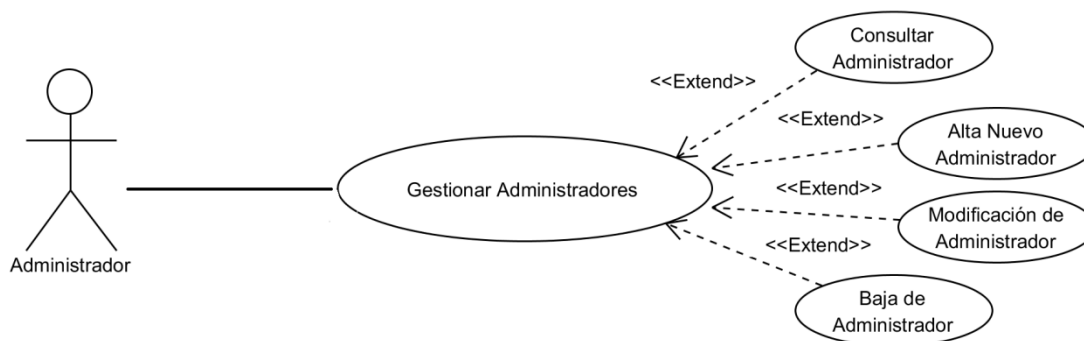 Consultar
Administrador
<<Extend>>
<<Extend>>
Alta Nuevo
Administrador
Gestionar Administradores
<<Extend>>
Modificación de
Administrador
<<Extend>>
Administrador
Baja de
Administrador